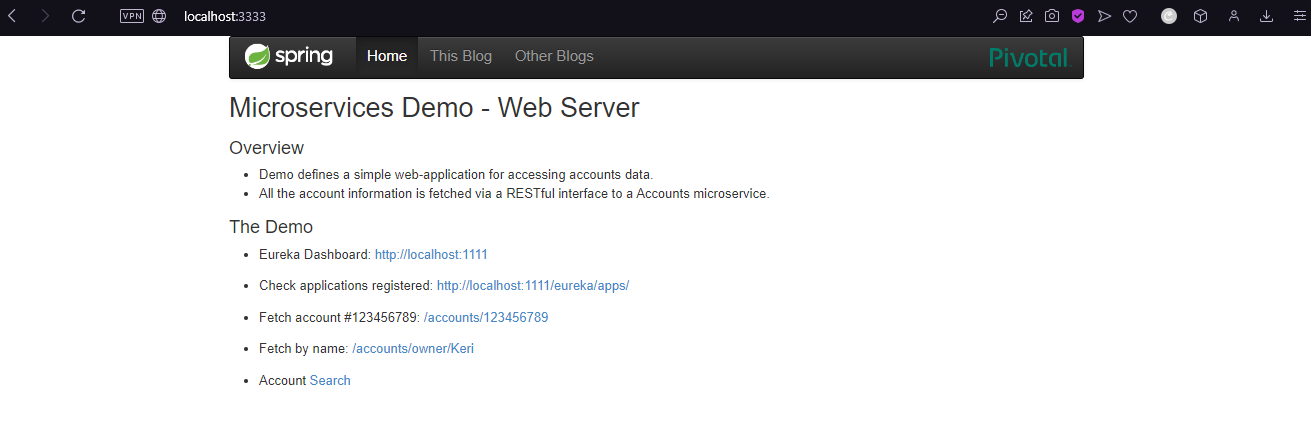 VPN localhost:3333
spring Home This Blog Other Blogs Pivotal
Microservices Demo - Web Server
Overview
Demo defines a simple web-application for accessing accounts data.
All the account information is fetched via a RESTful interface to a Accounts microservice.
The Demo
Eureka Dashboard: http://localhost:1111
Check applications registered: http://localhost:1111/eureka/apps/
Fetch account #123456789: /accounts/123456789
Fetch by name: /accounts/owner/Keri
Account Search